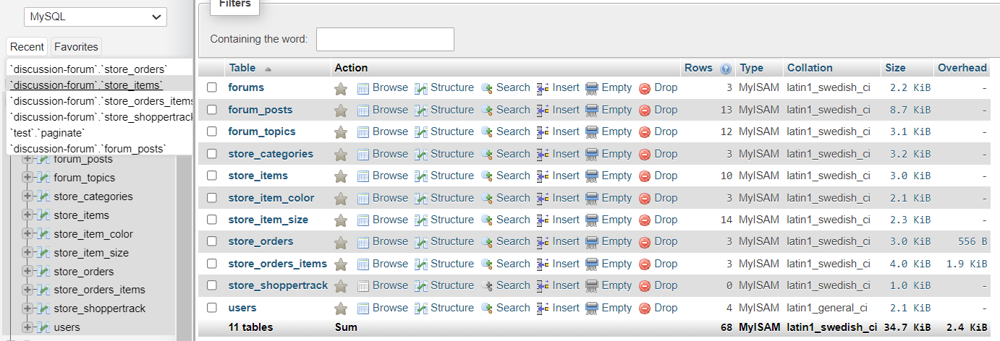 MySQL
Recent Favorites
`discussion-forum`.`store_orders`
`discussion-forum`.`store_items`
`discussion-forum`.`store_orders_items
`discussion-forum`.`store_shoppertrack
`test`.`paginate`
`discussion-forum`.`forum_posts`
forum_posts
forum_topics
store_categories
store_items
store_item_color
store_item_size
store_orders
store_orders_items
store_shoppertrack
users
Filters
Containing the word:
Table Action Rows Type Collation Size Overhead
forums Browse Structure Search Insert Empty Drop 3 MyISAM latin1_swedish_ci 2.2 KiB -
forum_posts Browse Structure Search Insert Empty Drop 13 MyISAM latin1_swedish_ci 8.7 KiB -
forum_topics Browse Structure Search Insert Empty Drop 12 MyISAM latin1_swedish_ci 3.1 KiB -
store_categories Browse Structure Search Insert Empty Drop 3 MyISAM latin1_swedish_ci 3.2 KiB -
store_items Browse Structure Search Insert Empty Drop 10 MyISAM latin1_swedish_ci 3.0 KiB -
store_item_color Browse Structure Search Insert Empty Drop 3 MyISAM latin1_swedish_ci 2.1 KiB -
store_item_size Browse Structure Search Insert Empty Drop 14 MyISAM latin1_swedish_ci 2.3 KiB -
store_orders Browse Structure Search Insert Empty Drop 3 MyISAM latin1_swedish_ci 3.0 KiB 556 B
store_orders_items Browse Structure Search Insert Empty Drop 3 MyISAM latin1_swedish_ci 4.0 KiB 1.9 KiB
store_shoppertrack Browse Structure Search Insert Empty Drop 0 MyISAM latin1_swedish_ci 1.0 KiB -
users Browse Structure Search Insert Empty Drop 4 MyISAM latin1_general_ci 2.1 KiB -
11 tables Sum 68 MyISAM latin1_swedish_ci 34.7 KiB 2.4 KiB